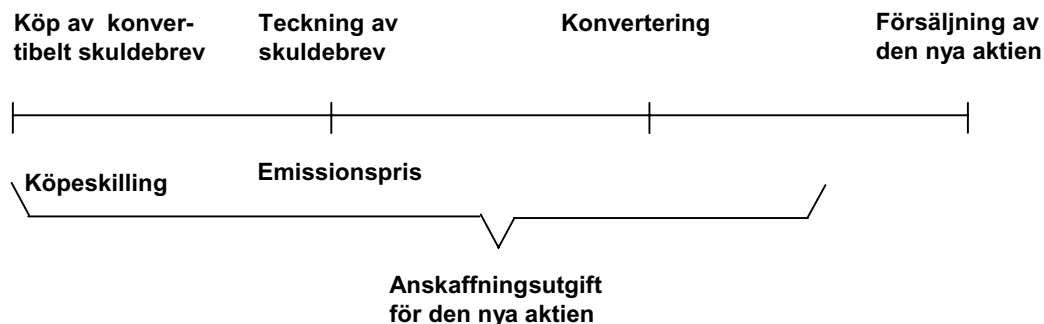 Köp av konver-
tibelt skuldebrev
Teckning av
skuldebrev
Konvertering
Försäljning av
den nya aktien
Köpeskilling
Emissionspris
Anskaffningsutgift
för den nya aktien